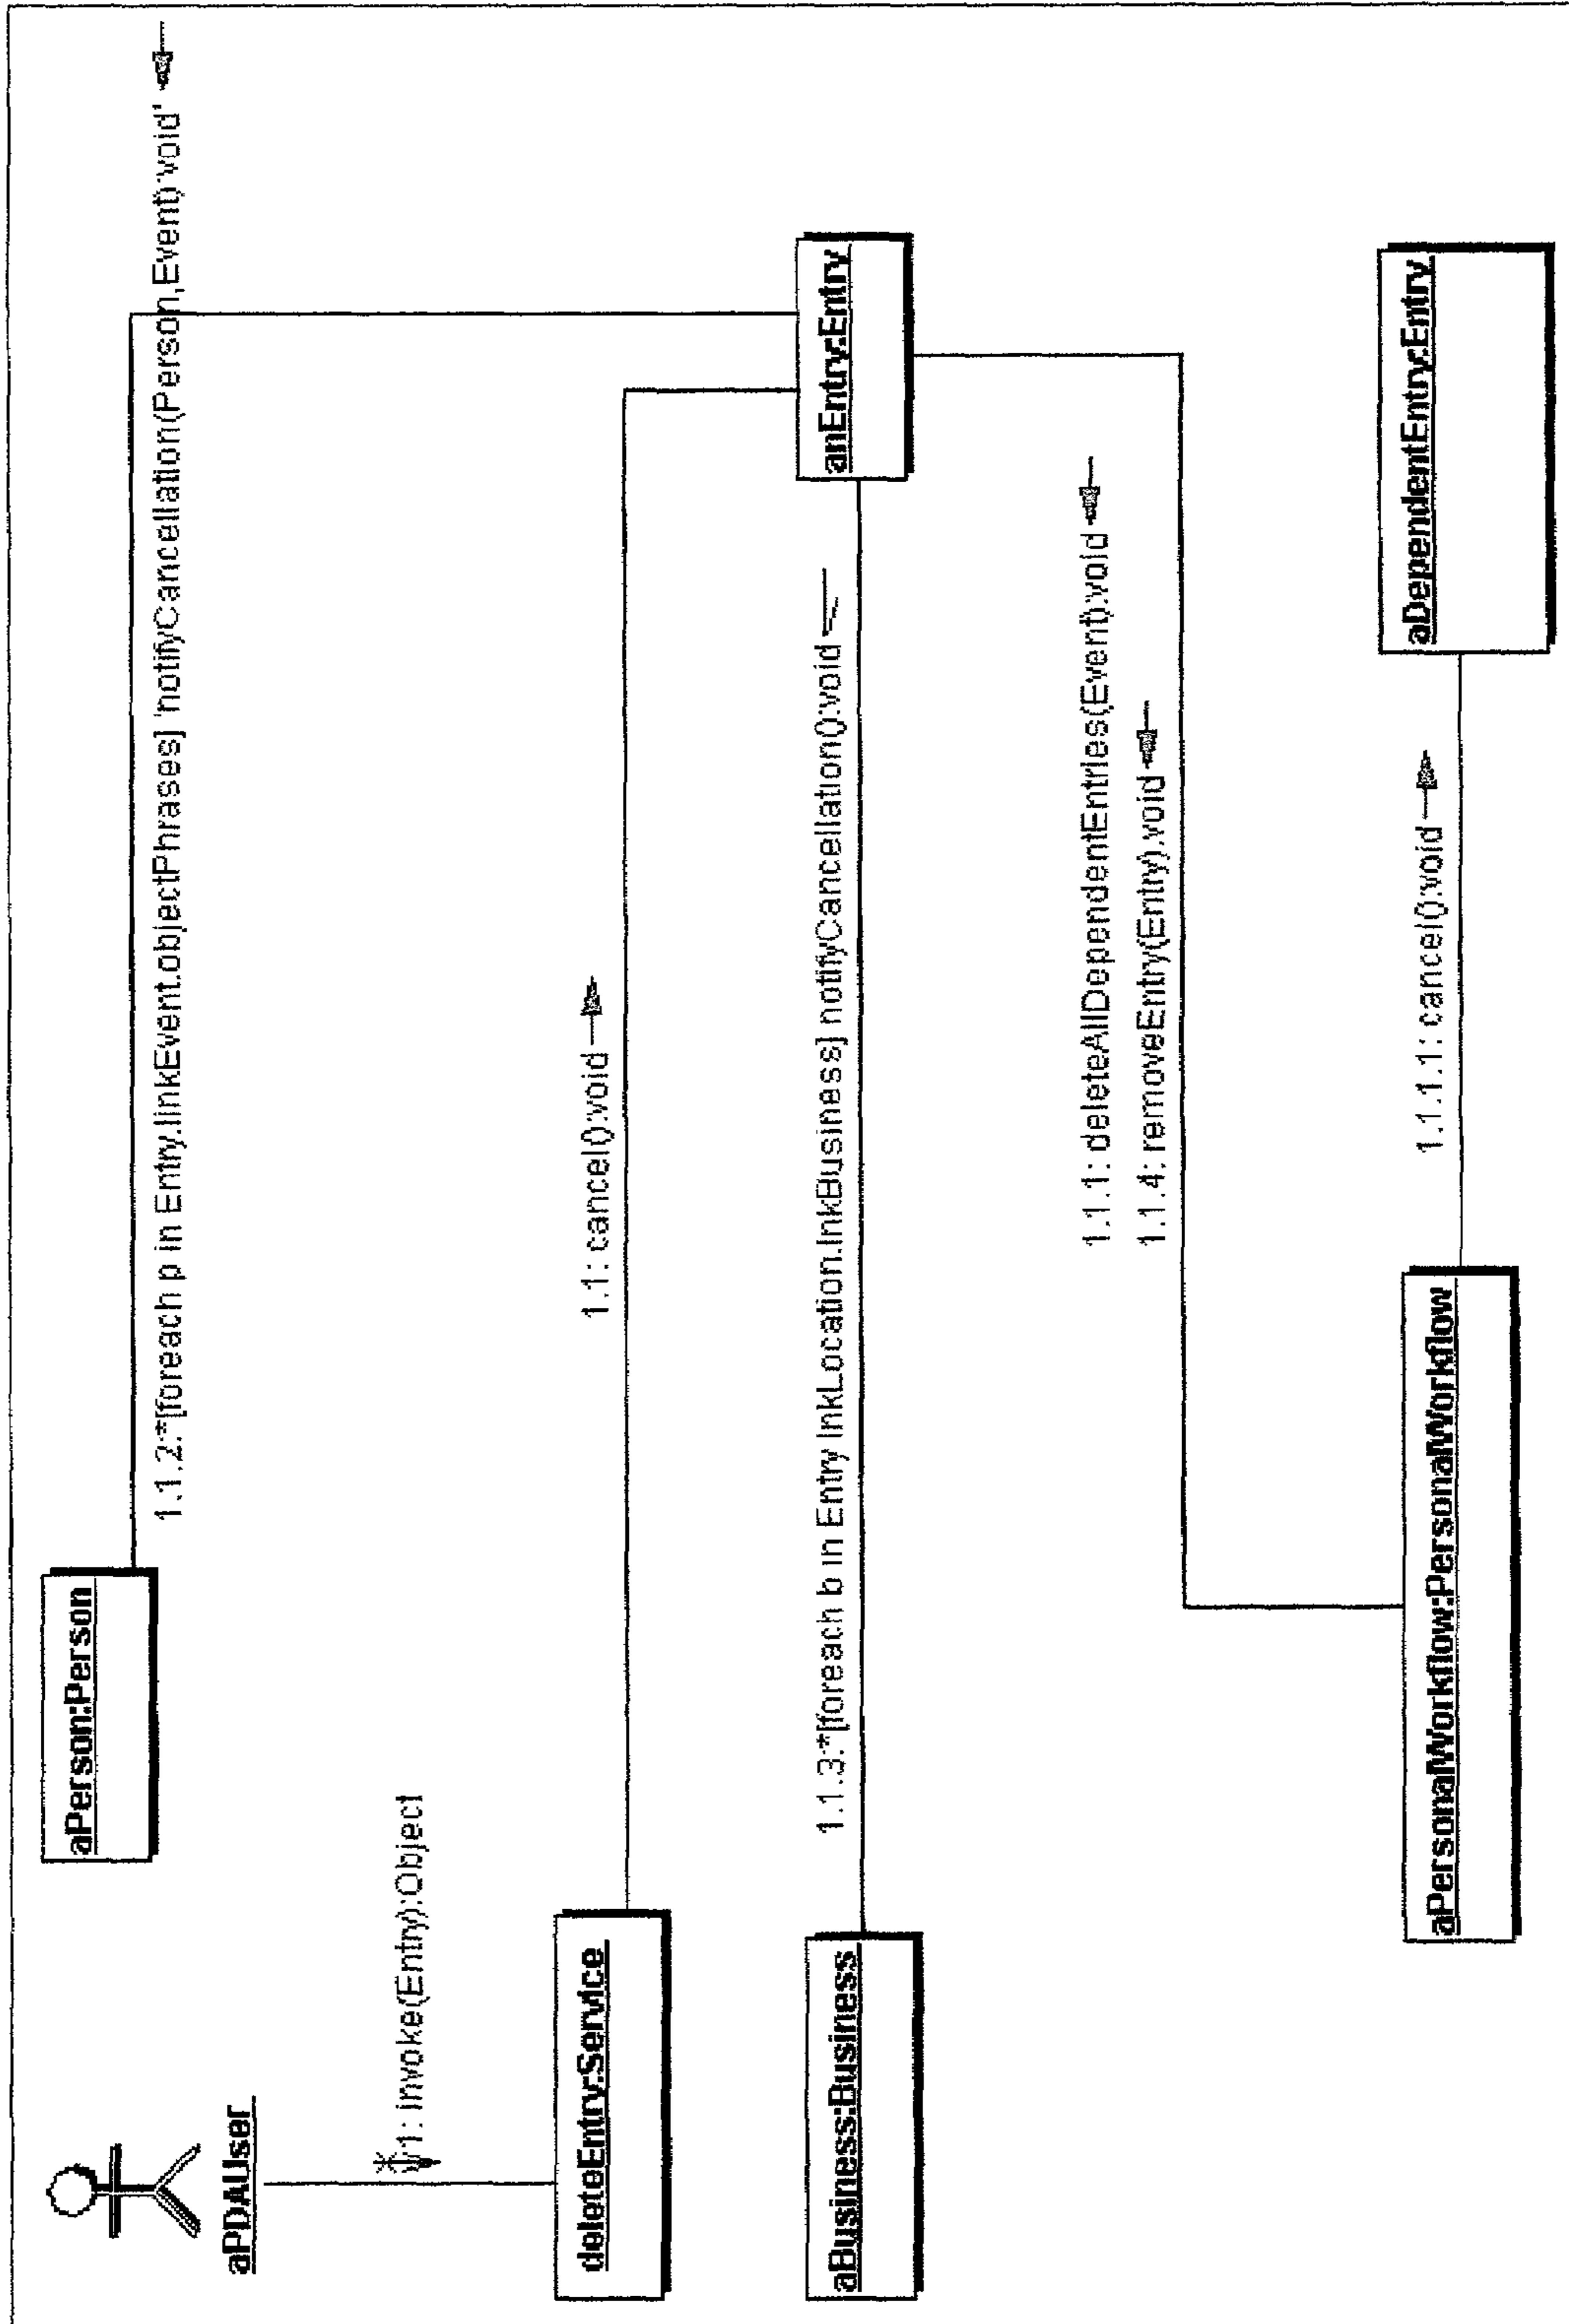 aPDAUser
aPerson:Person
1.1.2:*[foreach p in Entry.linkEvent.objectPhrases] 'notifyCancellation(Person,Event):void'
1: invoke(Entry):Object
deleteEntry:Service
1.1: cancel():void
aBusiness:Business
1.1.3:*[foreach b in Entry lnkLocation.lnkBusiness] notifyCancellation():void
anEntry:Entry
1.1.1: deleteAllDependentEntries(Event):void
1.1.4: removeEntry(Entry):void
aPersonalWorkflow:PersonalWorkflow
1.1.1.1: cancel():void
aDependentEntry:Entry